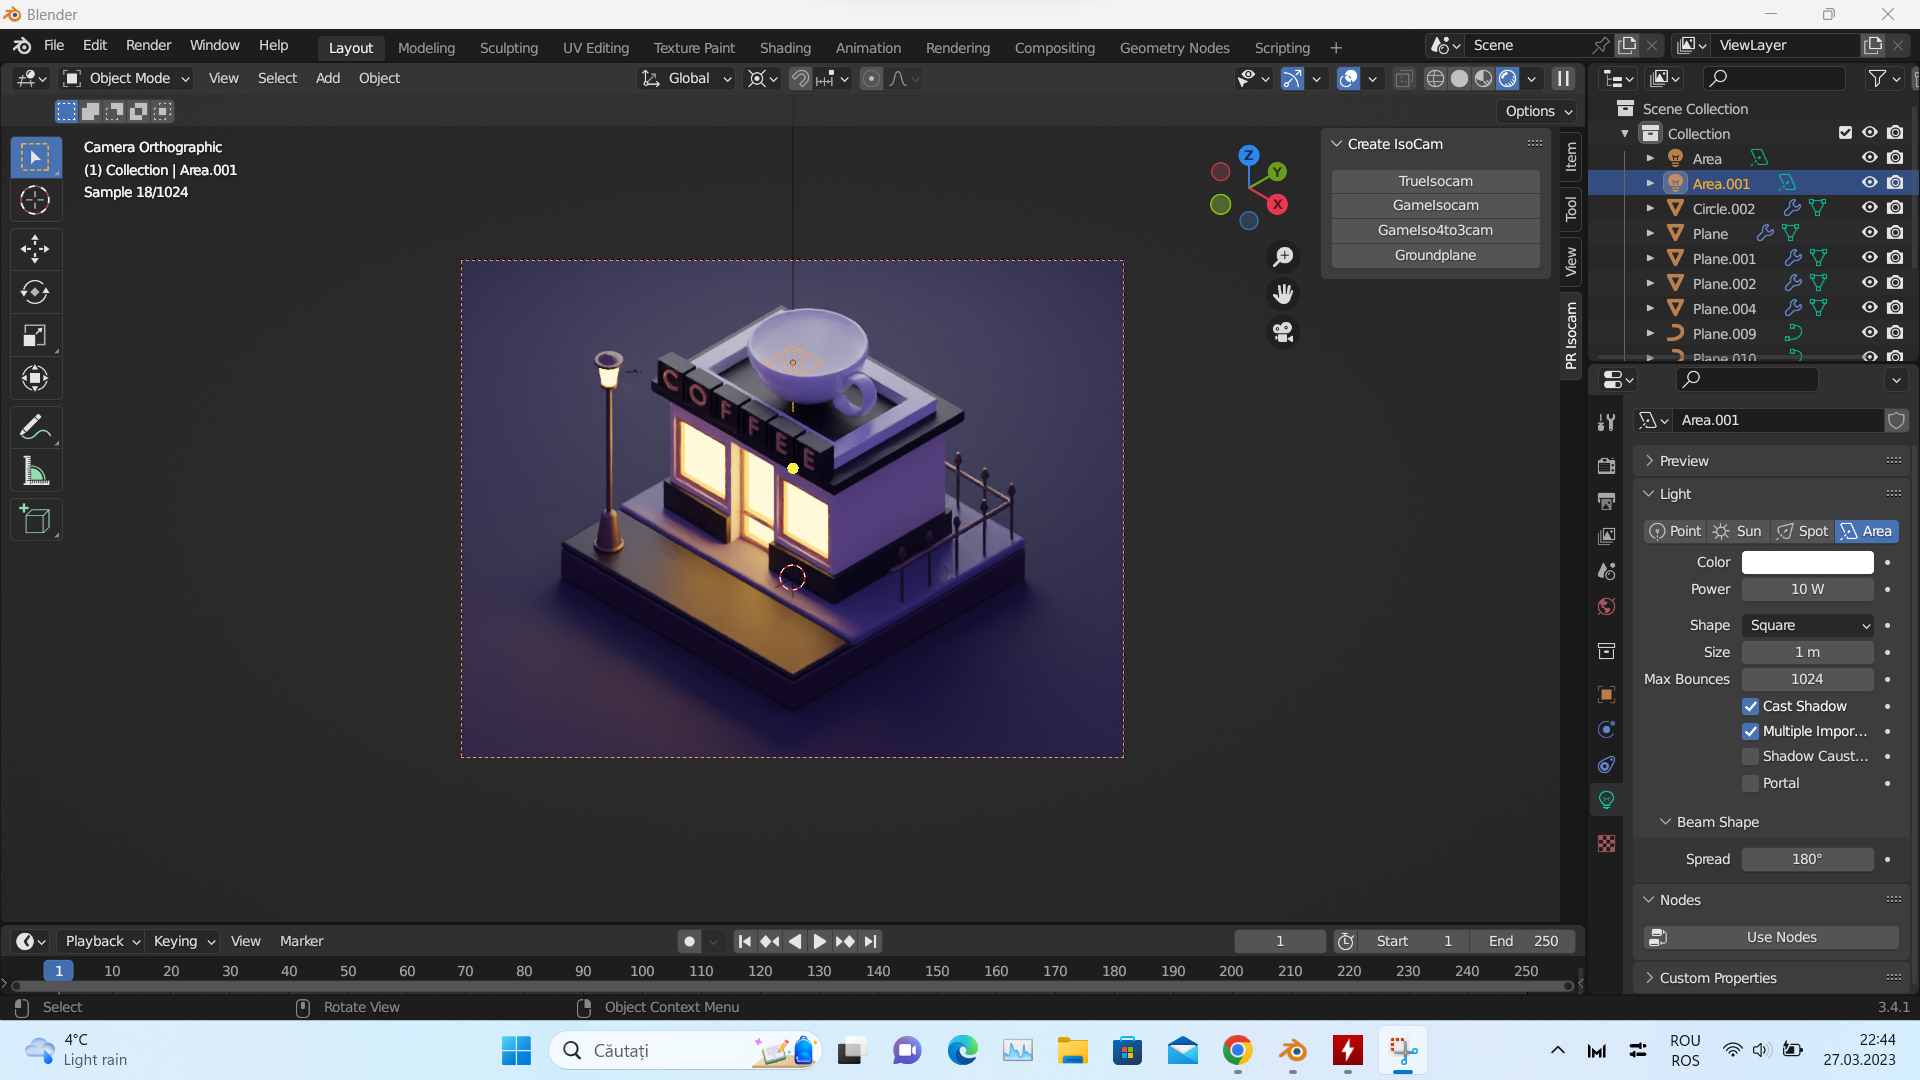 Blender
File Edit Render Window Help
Layout Modeling Sculpting UV Editing Texture Paint Shading Animation Rendering Compositing Geometry Nodes Scripting +
Scene
ViewLayer
Object Mode View Select Add Object
Global
Options
Camera Orthographic
(1) Collection | Area.001
Sample 18/1024
Z
Y
X
Create IsoCam
TrueIsocam
GameIsocam
GameIso4to3cam
Groundplane
Item
Tool
View
PR Isocam
COFFEE
Scene Collection
Collection
Area
Area.001
Circle.002
Plane
Plane.001
Plane.002
Plane.004
Plane.009
Plane.010
Area.001
Preview
Light
Point Sun Spot Area
Color
Power 10 W
Shape Square
Size 1 m
Max Bounces 1024
Cast Shadow
Multiple Impor...
Shadow Caust...
Portal
Beam Shape
Spread 180°
Nodes
Use Nodes
Custom Properties
Playback Keying View Marker
1 Start 1 End 250
1 10 20 30 40 50 60 70 80 90 100 110 120 130 140 150 160 170 180 190 200 210 220 230 240 250
Select Rotate View Object Context Menu 3.4.1
4°C
Light rain
Căutați
ROU
ROS
22:44
27.03.2023